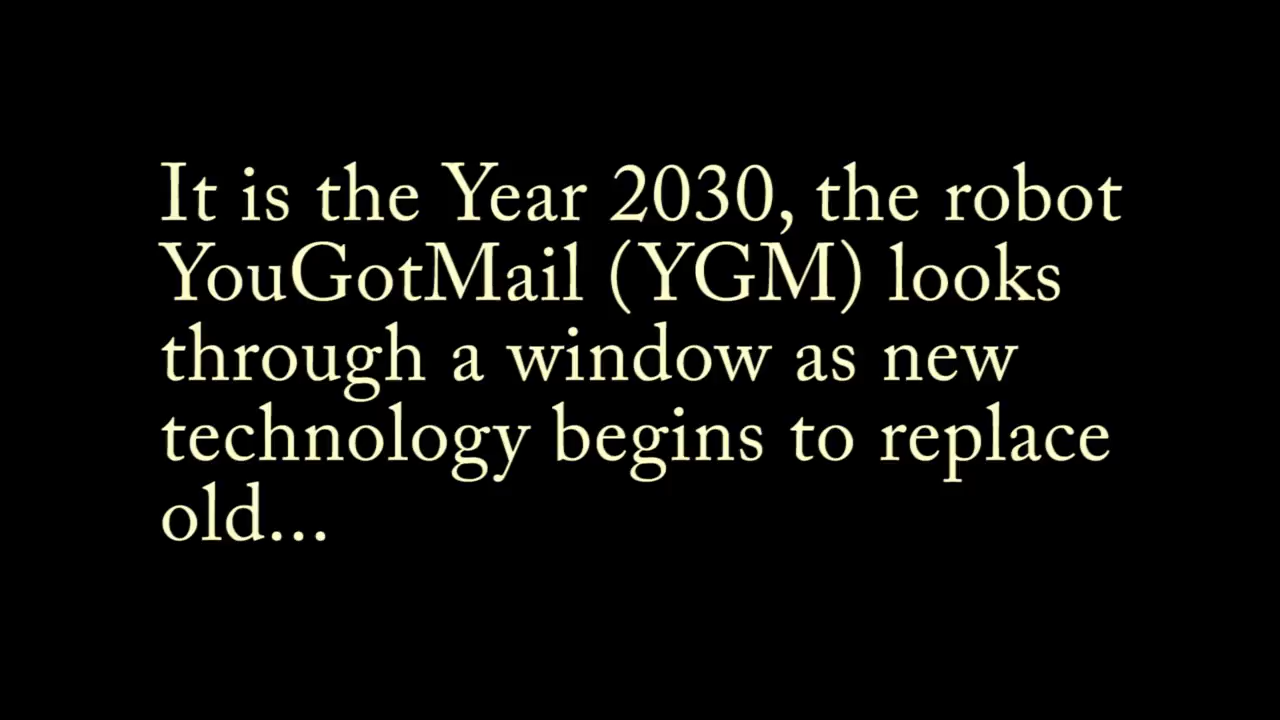 It is the Year 2030, the robot
YouGotMail (YGM) looks
through a window as new
technology begins to replace
old...